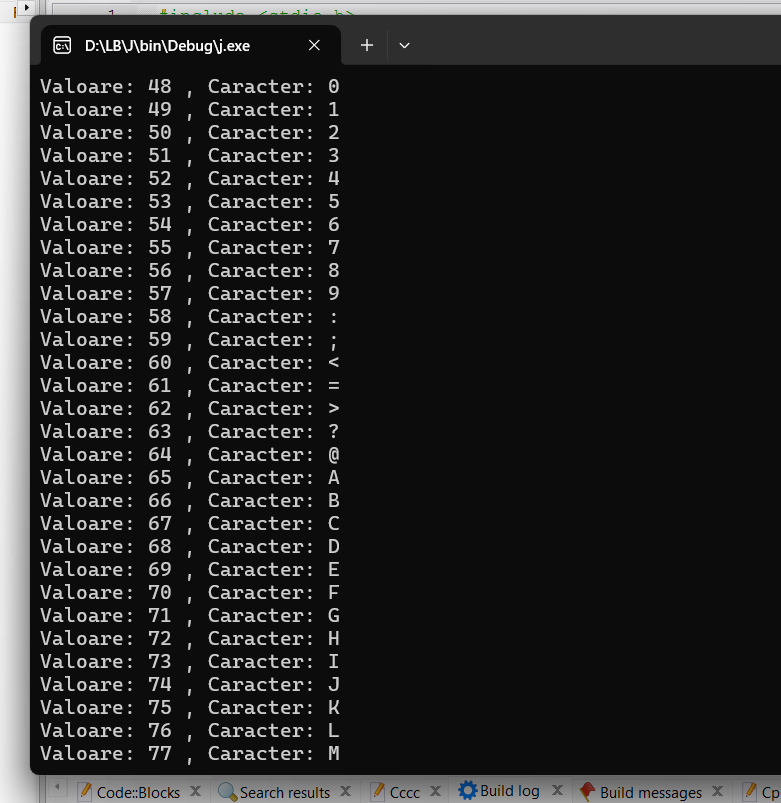 1 #include <stdio.h>
D:\LB\J\bin\Debug\j.exe
Valoare: 48 , Caracter: 0
Valoare: 49 , Caracter: 1
Valoare: 50 , Caracter: 2
Valoare: 51 , Caracter: 3
Valoare: 52 , Caracter: 4
Valoare: 53 , Caracter: 5
Valoare: 54 , Caracter: 6
Valoare: 55 , Caracter: 7
Valoare: 56 , Caracter: 8
Valoare: 57 , Caracter: 9
Valoare: 58 , Caracter: :
Valoare: 59 , Caracter: ;
Valoare: 60 , Caracter: <
Valoare: 61 , Caracter: =
Valoare: 62 , Caracter: >
Valoare: 63 , Caracter: ?
Valoare: 64 , Caracter: @
Valoare: 65 , Caracter: A
Valoare: 66 , Caracter: B
Valoare: 67 , Caracter: C
Valoare: 68 , Caracter: D
Valoare: 69 , Caracter: E
Valoare: 70 , Caracter: F
Valoare: 71 , Caracter: G
Valoare: 72 , Caracter: H
Valoare: 73 , Caracter: I
Valoare: 74 , Caracter: J
Valoare: 75 , Caracter: K
Valoare: 76 , Caracter: L
Valoare: 77 , Caracter: M
Code::Blocks Search results Cccc Build log Build messages